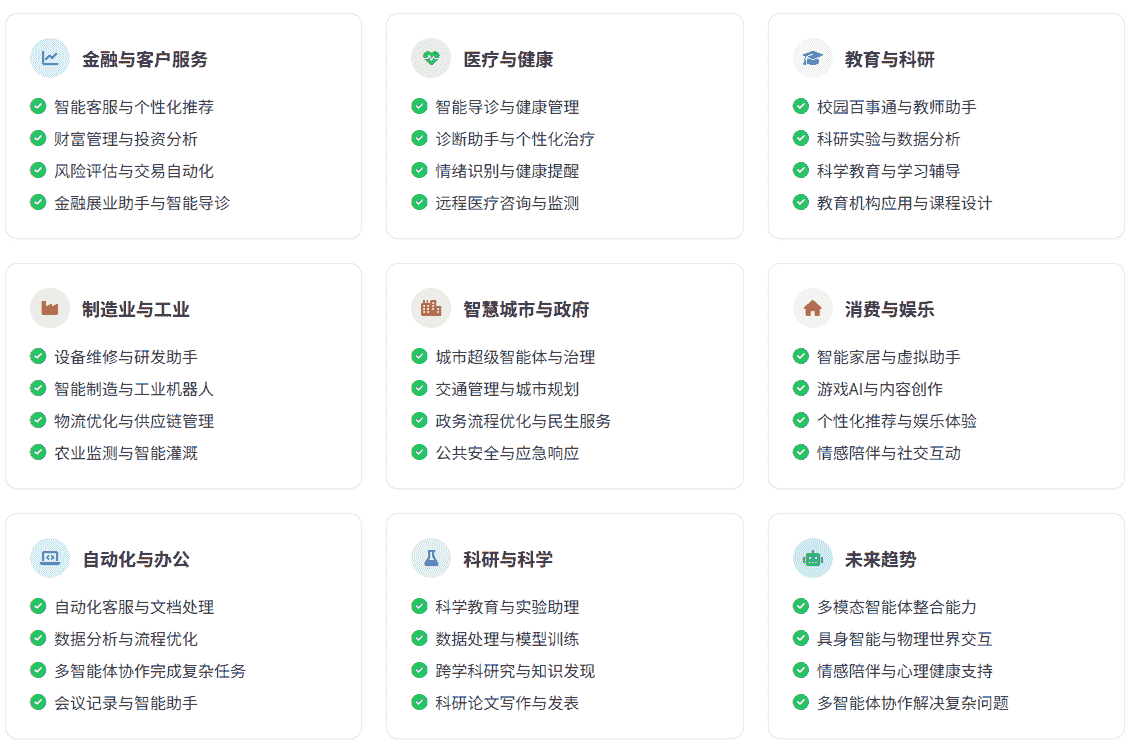 金融与客户服务
智能客服与个性化推荐
财富管理与投资分析
风险评估与交易自动化
金融展业助手与智能导诊
医疗与健康
智能导诊与健康管理
诊断助手与个性化治疗
情绪识别与健康提醒
远程医疗咨询与监测
教育与科研
校园百事通与教师助手
科研实验与数据分析
科学教育与学习辅导
教育机构应用与课程设计
制造业与工业
设备维修与研发助手
智能制造与工业机器人
物流优化与供应链管理
农业监测与智能灌溉
智慧城市与政府
城市超级智能体与治理
交通管理与城市规划
政务流程优化与民生服务
公共安全与应急响应
消费与娱乐
智能家居与虚拟助手
游戏AI与内容创作
个性化推荐与娱乐体验
情感陪伴与社交互动
自动化与办公
自动化客服与文档处理
数据分析与流程优化
多智能体协作完成复杂任务
会议记录与智能助手
科研与科学
科学教育与实验助理
数据处理与模型训练
跨学科研究与知识发现
科研论文写作与发表
未来趋势
多模态智能体整合能力
具身智能与物理世界交互
情感陪伴与心理健康支持
多智能体协作解决复杂问题